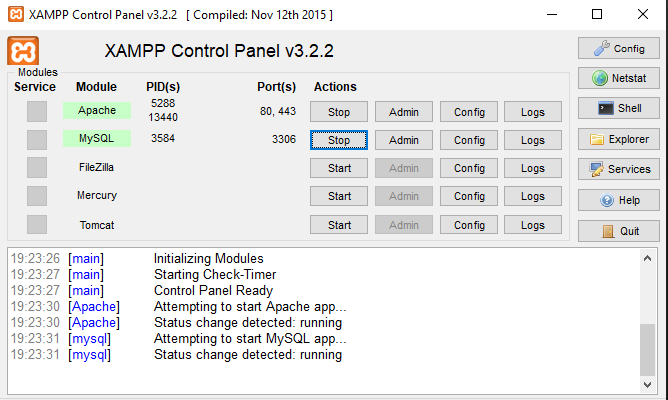 XAMPP Control Panel v3.2.2 [ Compiled: Nov 12th 2015 ]
XAMPP Control Panel v3.2.2
Config
Modules
Service Module PID(s) Port(s) Actions
Netstat
Apache 5288 13440 80, 443 Stop Admin Config Logs
Shell
MySQL 3584 3306 Stop Admin Config Logs
Explorer
FileZilla Start Admin Config Logs
Services
Mercury Start Admin Config Logs
Help
Tomcat Start Admin Config Logs
Quit
19:23:26 [main] Initializing Modules
19:23:27 [main] Starting Check-Timer
19:23:27 [main] Control Panel Ready
19:23:30 [Apache] Attempting to start Apache app...
19:23:30 [Apache] Status change detected: running
19:23:31 [mysql] Attempting to start MySQL app...
19:23:31 [mysql] Status change detected: running